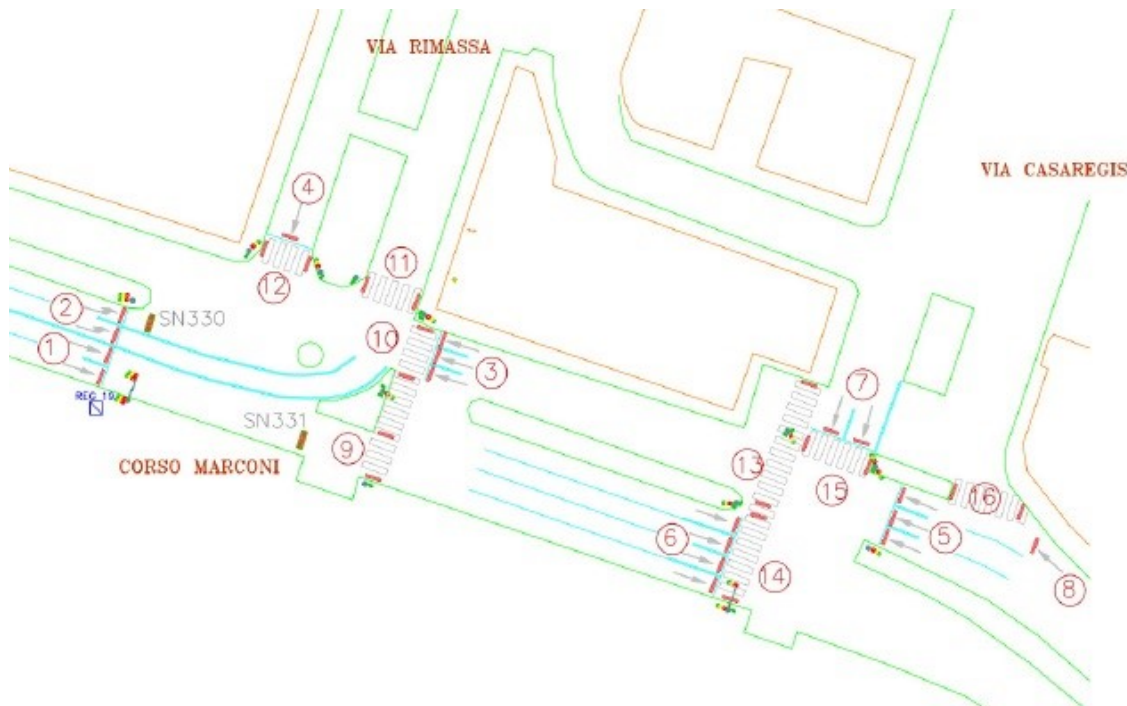 VIA RIMASSA
VIA CASAREGIS
4
12
11
2
SN330
1
10
3
REG 19
SN331
CORSO MARCONI
9
7
13
15
16
6
5
14
8